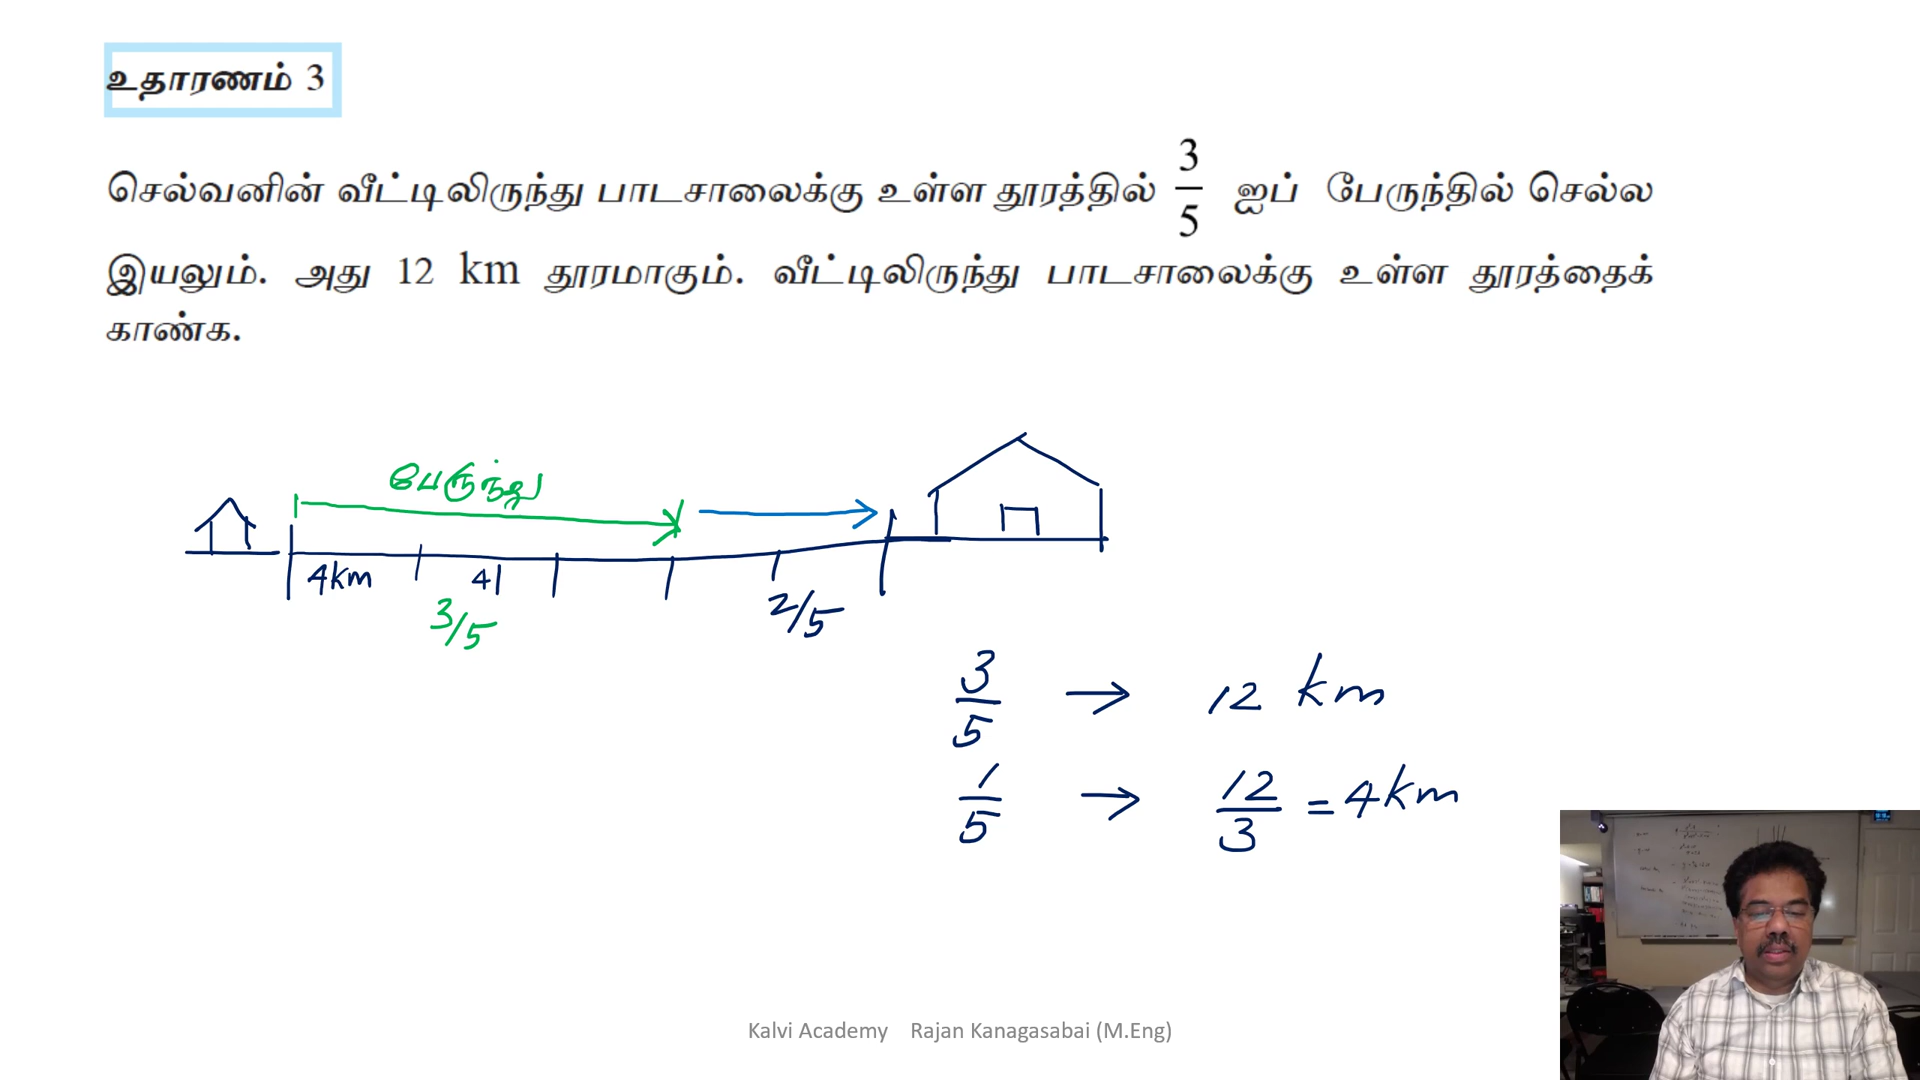 உதாரணம் 3
செல்வனின் வீட்டிலிருந்து பாடசாலைக்கு உள்ள தூரத்தில் 3/5 ஐப் பேருந்தில் செல்ல
இயலும். அது 12 km தூரமாகும். வீட்டிலிருந்து பாடசாலைக்கு உள்ள தூரத்தைக்
காண்க.
பேருந்து
4km 4
3/5 2/5
3/5 → 12 km
1/5 → 12/3 = 4km
Kalvi Academy Rajan Kanagasabai (M.Eng)